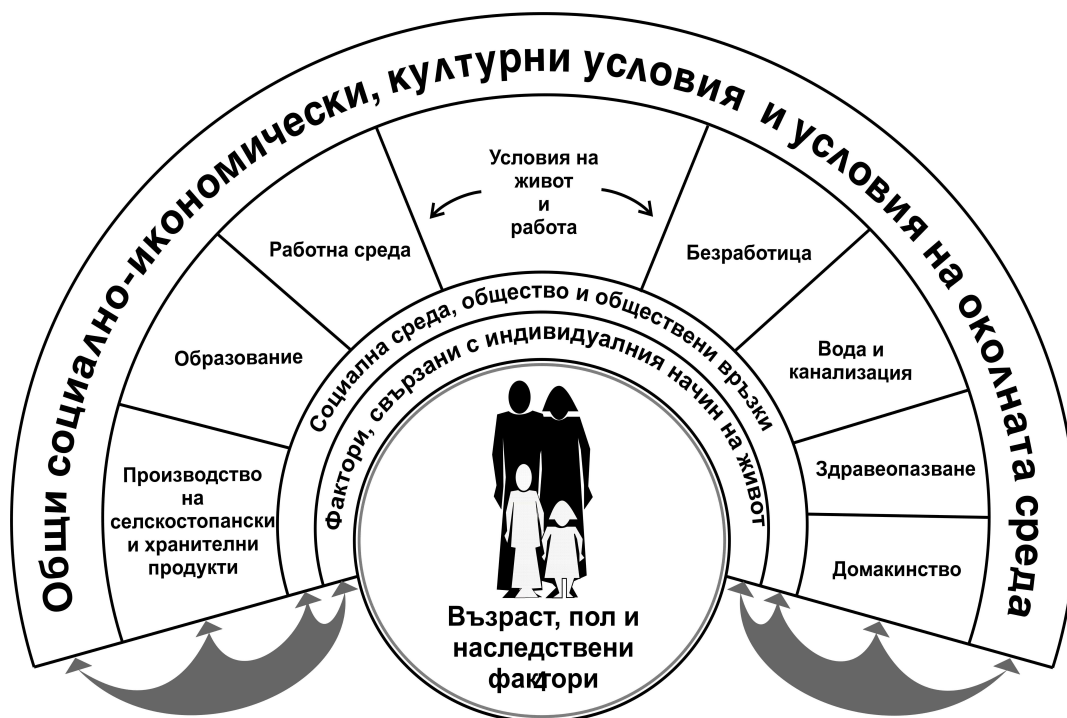 Общи социално-икономически, културни условия и условия на околната среда
Условия на
живот
и
работа
Работна среда
Безработица
Образование
Вода и
канализация
Производство
на
селскостопански
и хранителни
продукти
Здравеопазване
Домакинство
Социална среда, общество и обществени връзки
Фактори, свързани с индивидуалния начин на живот
Възраст, пол и
наследствени
фактори
4